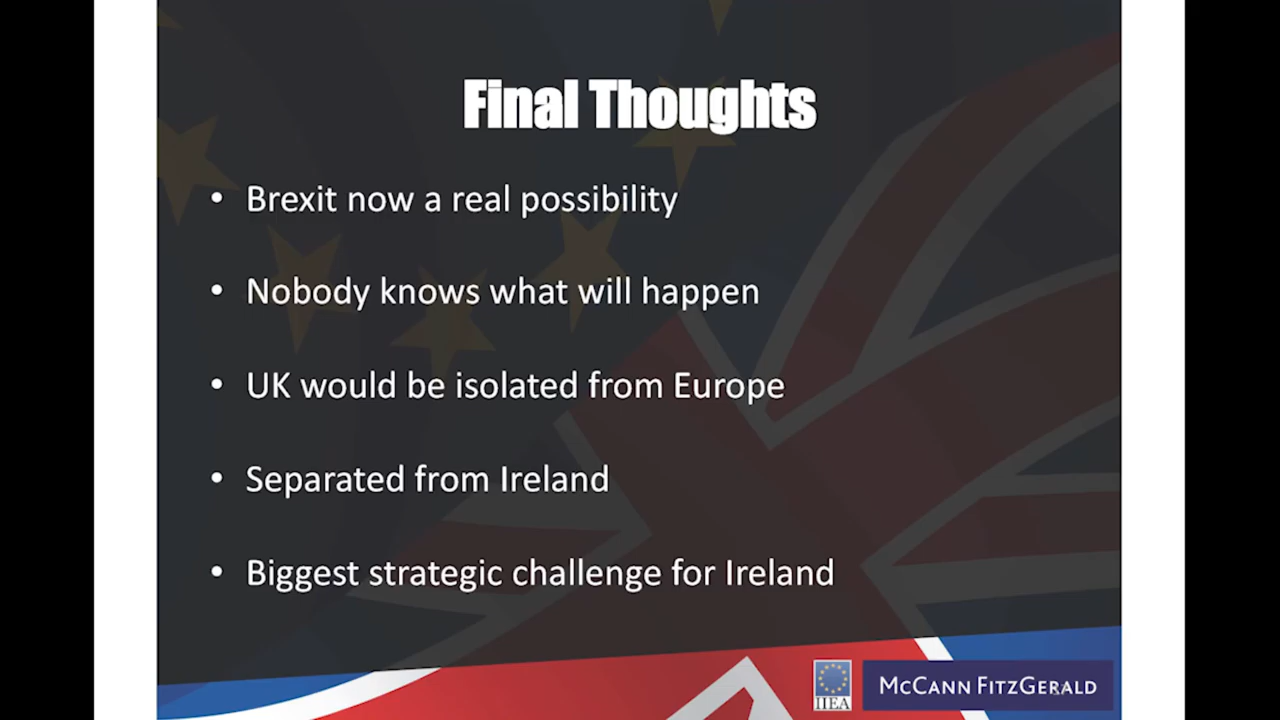 Final Thoughts
• Brexit now a real possibility
• Nobody knows what will happen
• UK would be isolated from Europe
• Separated from Ireland
• Biggest strategic challenge for Ireland
IIEA
MCCANN FITZGERALD